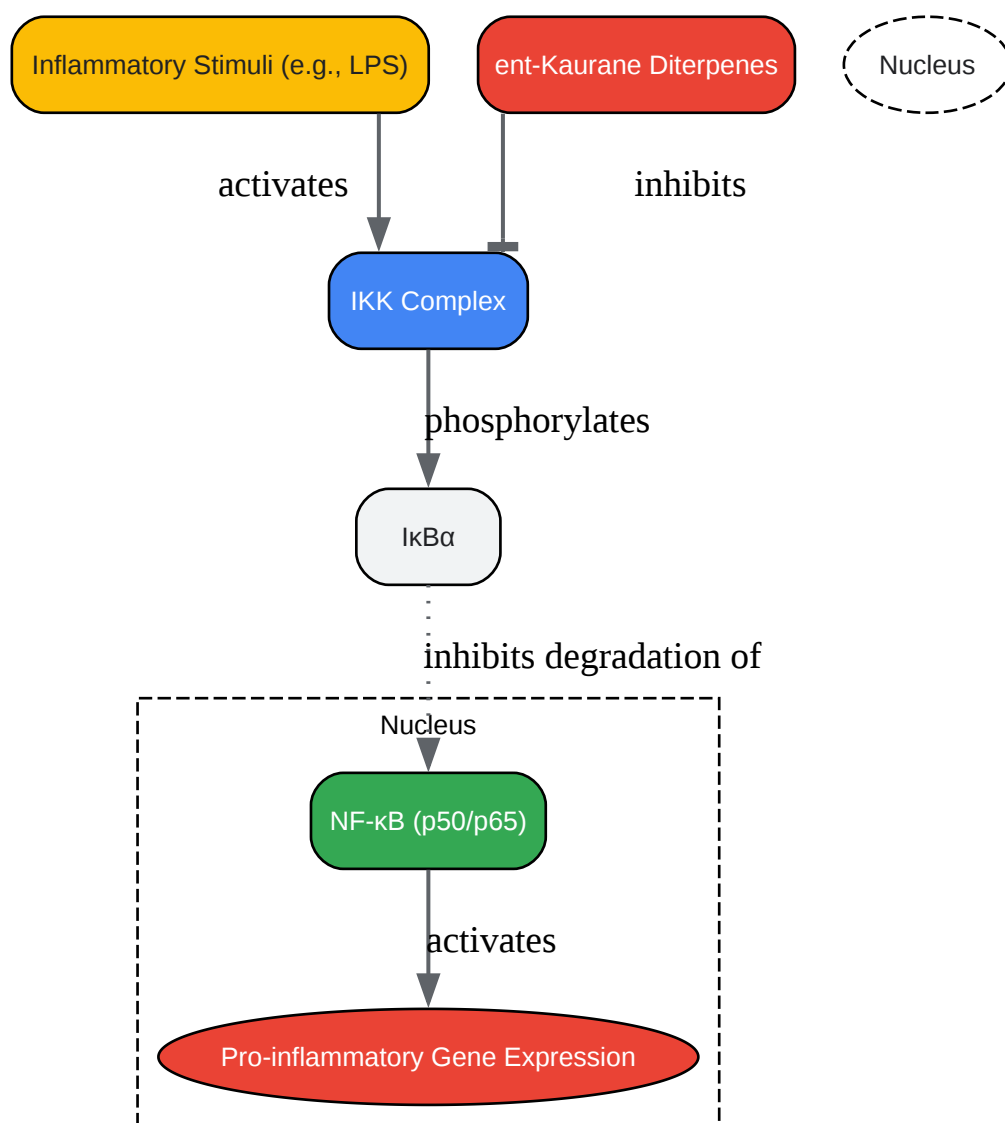 Inflammatory Stimuli (e.g., LPS)
ent-Kaurane Diterpenes
Nucleus
activates
inhibits
IKK Complex
phosphorylates
IκBα
inhibits degradation of
Nucleus
NF-κB (p50/p65)
activates
Pro-inflammatory Gene Expression